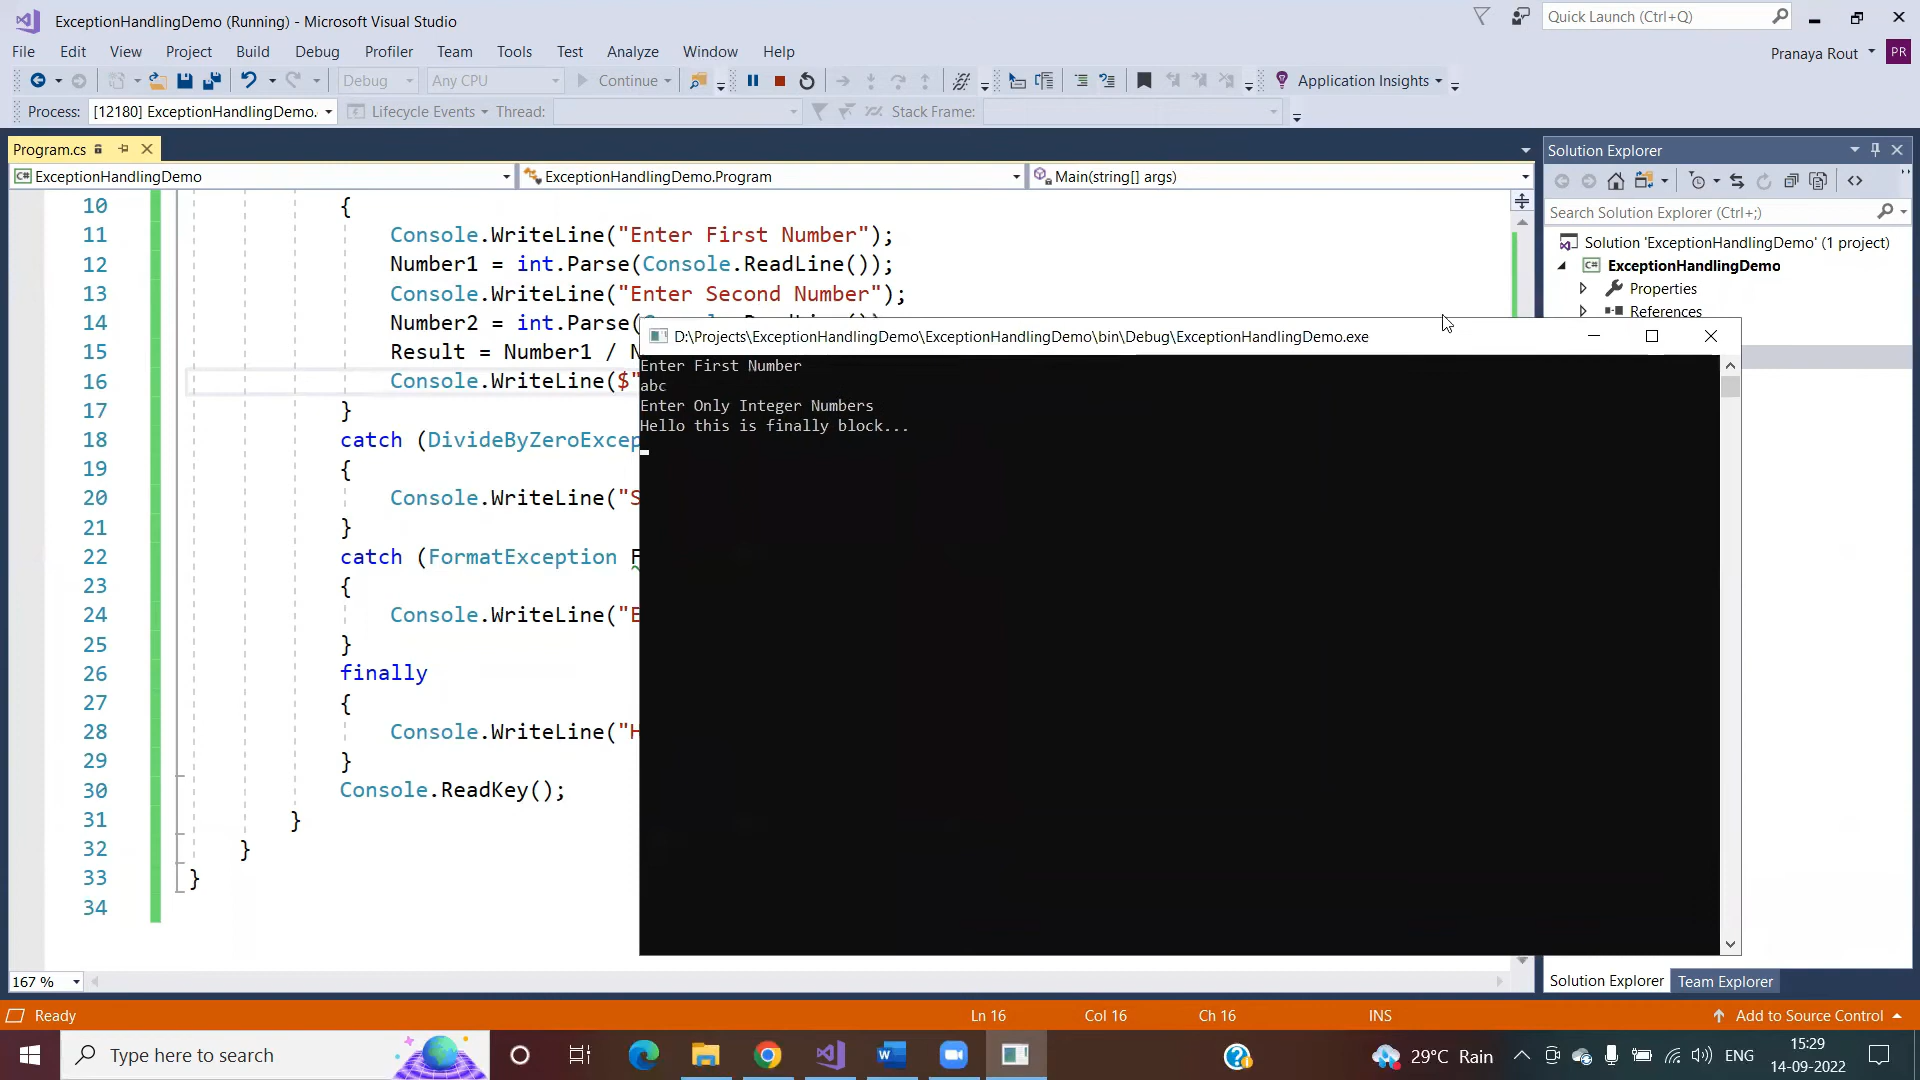 ExceptionHandlingDemo (Running) - Microsoft Visual Studio
Quick Launch (Ctrl+Q)
File Edit View Project Build Debug Profiler Team Tools Test Analyze Window Help
Pranaya Rout PR
Debug Any CPU Continue Application Insights
Process: [12180] ExceptionHandlingDemo. Lifecycle Events Thread: Stack Frame:
Program.cs
Solution Explorer
ExceptionHandlingDemo ExceptionHandlingDemo.Program Main(string[] args)
Search Solution Explorer (Ctrl+;)
Solution 'ExceptionHandlingDemo' (1 project)
ExceptionHandlingDemo
Properties
References
10 {
11 Console.WriteLine("Enter First Number");
12 Number1 = int.Parse(Console.ReadLine());
13 Console.WriteLine("Enter Second Number");
14 Number2 = int.Parse(Console.ReadLine())
15 Result = Number1 / N
16 Console.WriteLine($"
17 }
18 catch (DivideByZeroExcep
19 {
20 Console.WriteLine("S
21 }
22 catch (FormatException F
23 {
24 Console.WriteLine("E
25 }
26 finally
27 {
28 Console.WriteLine("H
29 }
30 Console.ReadKey();
31 }
32 }
33 }
34
D:\Projects\ExceptionHandlingDemo\ExceptionHandlingDemo\bin\Debug\ExceptionHandlingDemo.exe
Enter First Number
abc
Enter Only Integer Numbers
Hello this is finally block...
167 %
Solution Explorer Team Explorer
Ready Ln 16 Col 16 Ch 16 INS Add to Source Control
Type here to search
29°C Rain ENG
15:29
14-09-2022